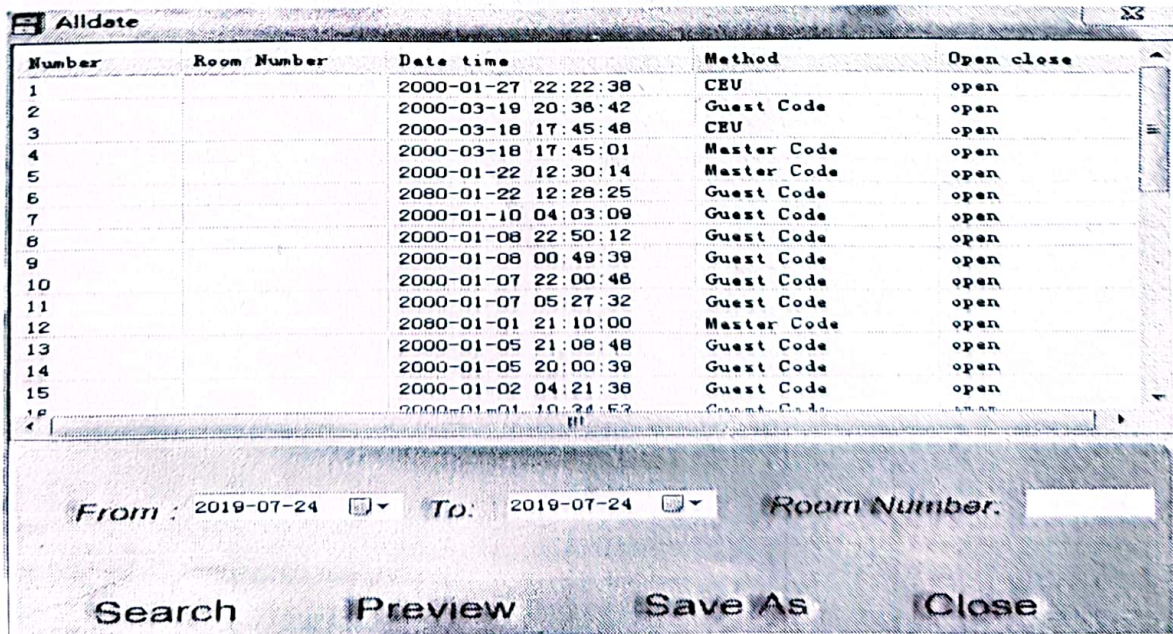 Alldate
Number Room Number Date time Method Open close
1 2000-01-27 22:22:38 CEU open
2 2000-03-19 20:36:42 Guest Code open
3 2000-03-18 17:45:48 CEU open
4 2000-03-18 17:45:01 Master Code open
5 2000-01-22 12:30:14 Master Code open
6 2080-01-22 12:28:25 Guest Code open
7 2000-01-10 04:03:09 Guest Code open
8 2000-01-08 22:50:12 Guest Code open
9 2000-01-08 00:49:39 Guest Code open
10 2000-01-07 22:00:48 Guest Code open
11 2000-01-07 05:27:32 Guest Code open
12 2080-01-01 21:10:00 Master Code open
13 2000-01-05 21:08:48 Guest Code open
14 2000-01-05 20:00:39 Guest Code open
15 2000-01-02 04:21:38 Guest Code open
From : 2019-07-24 To: 2019-07-24 Room Number:
Search Preview Save As Close